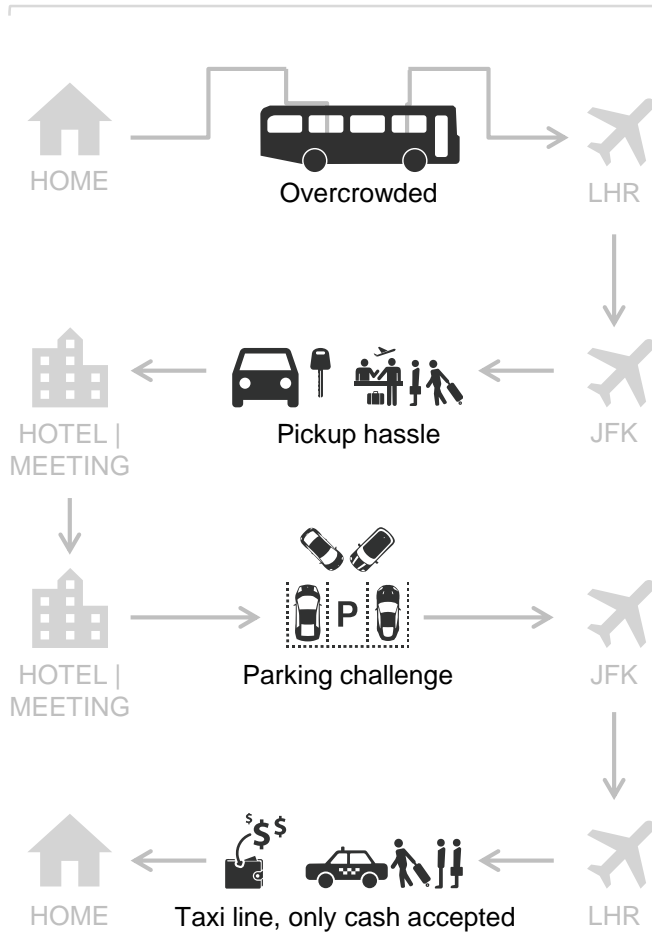 HOME
Overcrowded
LHR
HOTEL |
MEETING
Pickup hassle
JFK
HOTEL |
MEETING
P
Parking challenge
JFK
$ $ $
HOME
Taxi line, only cash accepted
LHR